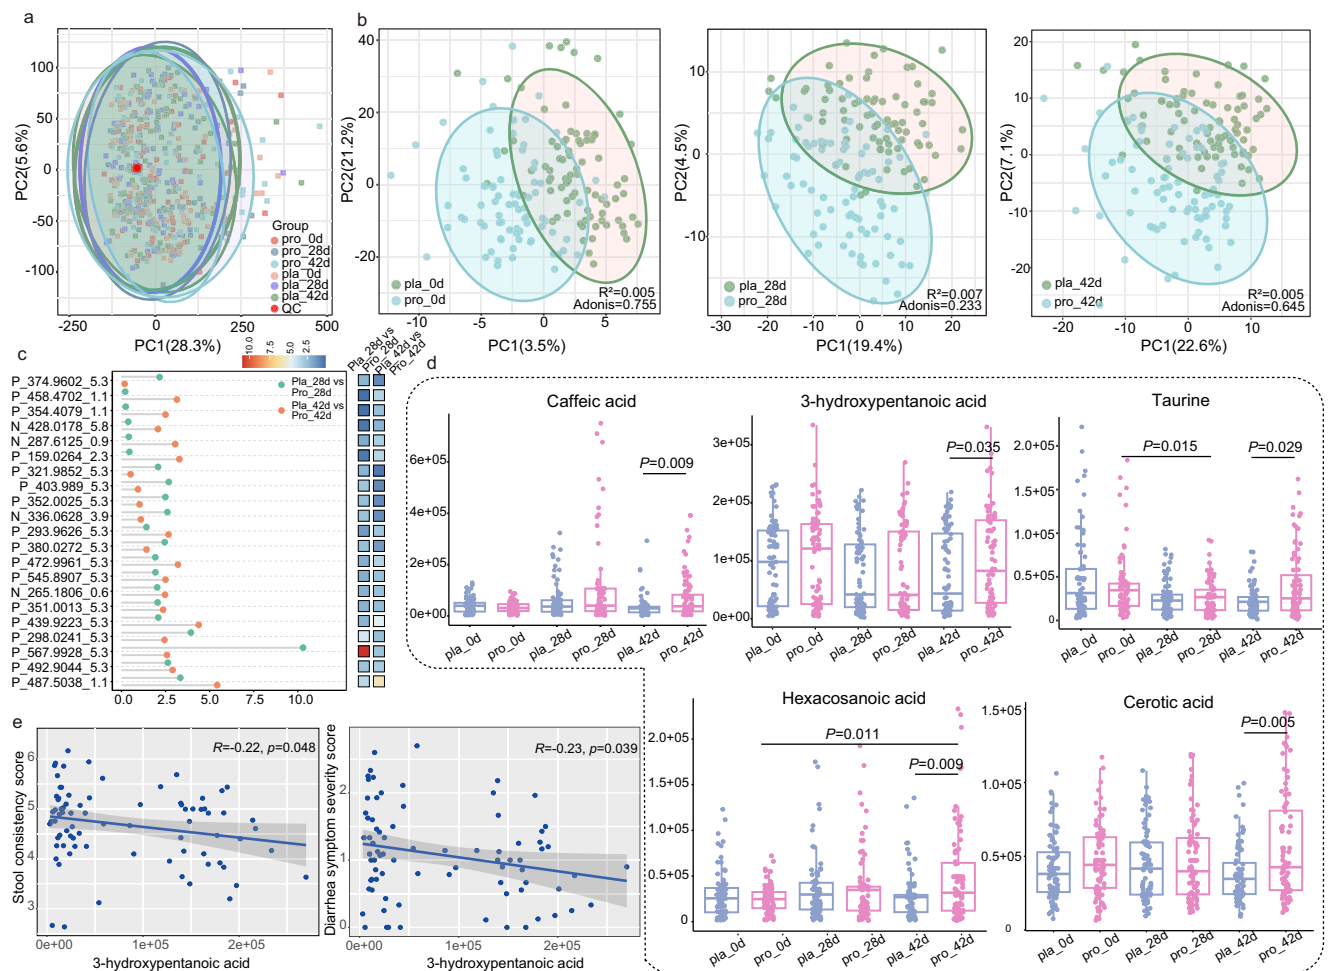 a
PC2(5.6%)
100
50
0
-50
-100
-250
0
250
500
PC1(28.3%)
Group
pro_0d
pro_28d
pro_42d
pla_0d
pla_28d
pla_42d
QC
b
PC2(21.2%)
40
20
0
-20
-10
-5
0
5
PC1(3.5%)
pla_0d
pro_0d
R²=0.005
Adonis=0.755
PC2(4.5%)
10
0
-10
-30
-20
-10
0
10
20
PC1(19.4%)
pla_28d
pro_28d
R²=0.007
Adonis=0.233
PC2(7.1%)
20
10
0
-10
-20
-20
-10
0
10
PC1(22.6%)
pla_42d
pro_42d
R²=0.005
Adonis=0.645
c
10.0
7.5
5.0
2.5
Pla_28d vs
Pro_28d
Pla_42d vs
Pro_42d
P_374.9602_5.3
P_458.4702_1.1
P_354.4079_1.1
N_428.0178_5.8
N_287.6125_0.9
P_159.0264_2.3
P_321.9852_5.3
P_403.989_5.3
P_352.0025_5.3
N_336.0628_3.9
P_293.9626_5.3
P_380.0272_5.3
P_472.9961_5.3
P_545.8907_5.3
N_265.1806_0.6
P_351.0013_5.3
P_439.9223_5.3
P_298.0241_5.3
P_567.9928_5.3
P_492.9044_5.3
P_487.5038_1.1
0.0
2.5
5.0
7.5
10.0
Pla_28d vs
Pro_28d
Pla_42d vs
Pro_42d
d
Caffeic acid
6e+05
4e+05
2e+05
0e+00
P=0.009
pla_0d
pro_0d
pla_28d
pro_28d
pla_42d
pro_42d
3-hydroxypentanoic acid
3e+05
2e+05
1e+05
0e+00
P=0.035
pla_0d
pro_0d
pla_28d
pro_28d
pla_42d
pro_42d
Taurine
2.0+05
1.5+05
1.0+05
0.5+05
0
P=0.015
P=0.029
pla_0d
pro_0d
pla_28d
pro_28d
pla_42d
pro_42d
Hexacosanoic acid
2.0+05
1.0+05
0.5+05
0
P=0.011
P=0.009
pla_0d
pro_0d
pla_28d
pro_28d
pla_42d
pro_42d
Cerotic acid
1.5+05
1.0+05
0.5+05
0
P=0.005
pla_0d
pro_0d
pla_28d
pro_28d
pla_42d
pro_42d
e
Stool consistency score
6
5
4
3
R=-0.22, p=0.048
0e+00
1e+05
2e+05
3-hydroxypentanoic acid
Diarrhea symptom severity score
2
1
0
R=-0.23, p=0.039
0e+00
1e+05
2e+05
3-hydroxypentanoic acid